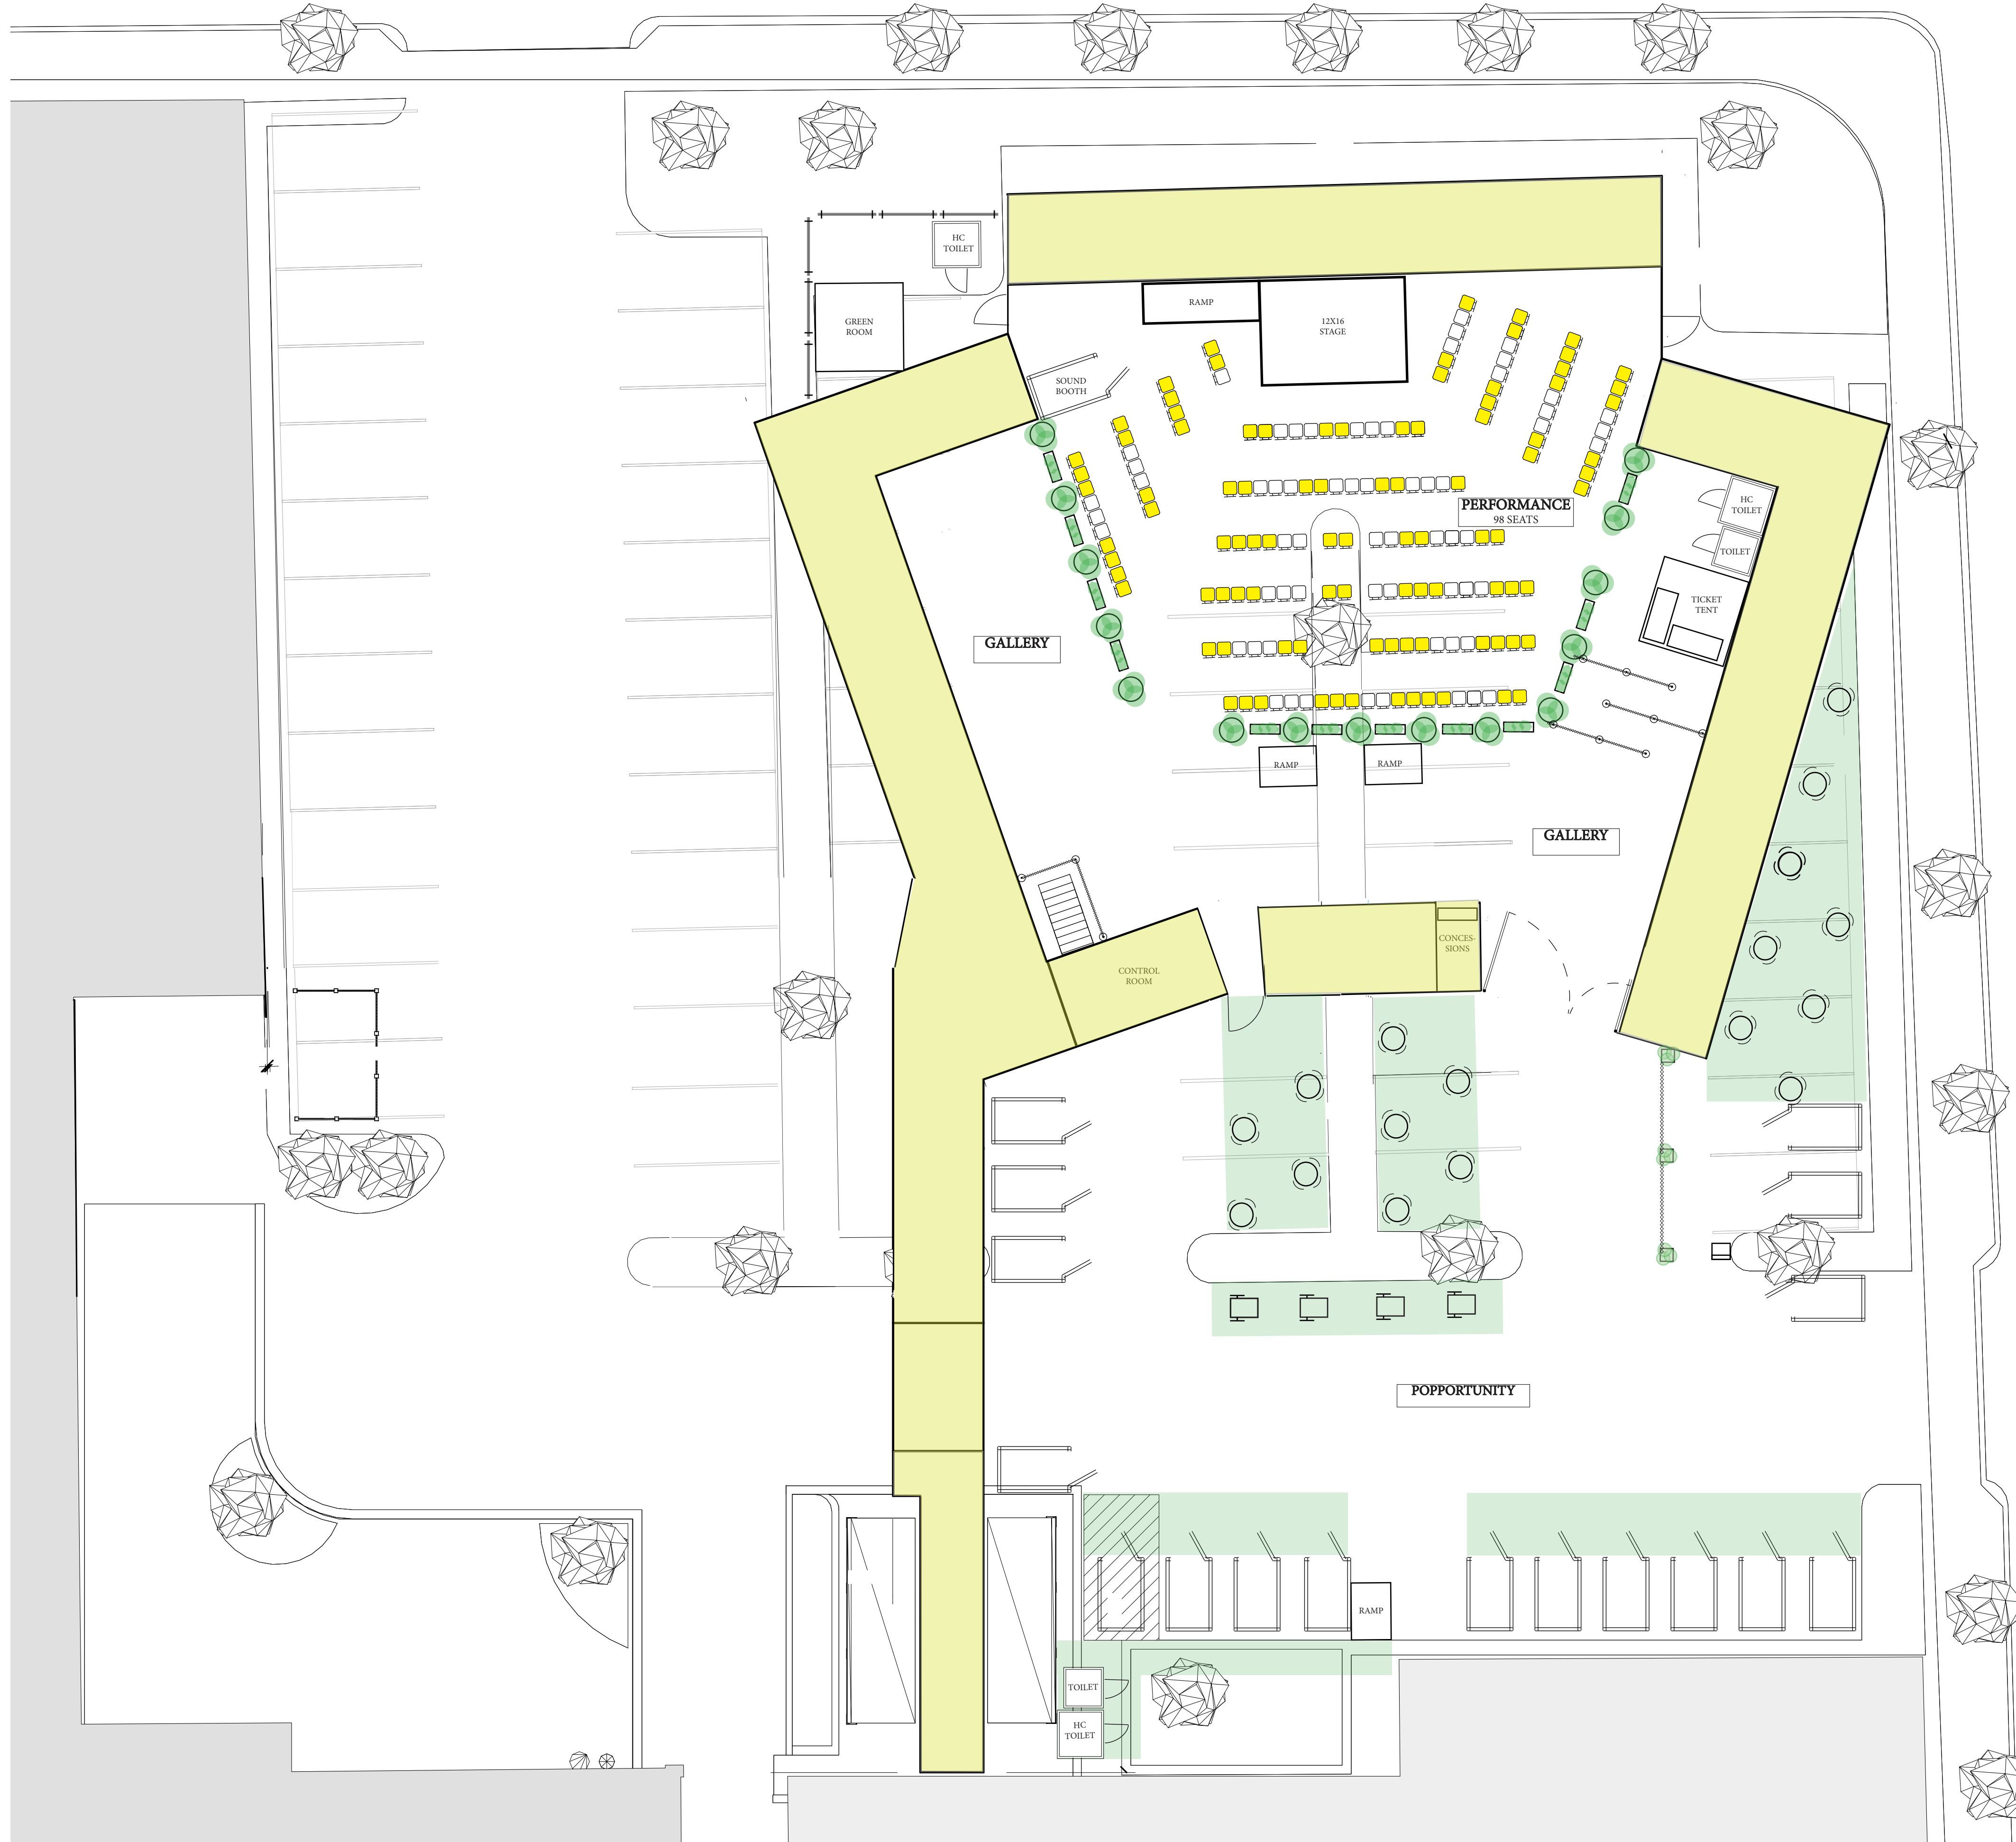 HC
TOILET
GREEN
ROOM
RAMP
12X16
STAGE
SOUND
BOOTH
PERFORMANCE
98 SEATS
HC
TOILET
TOILET
TICKET
TENT
GALLERY
RAMP
RAMP
GALLERY
CONCES-
SIONS
CONTROL
ROOM
POPPORTUNITY
RAMP
TOILET
HC
TOILET